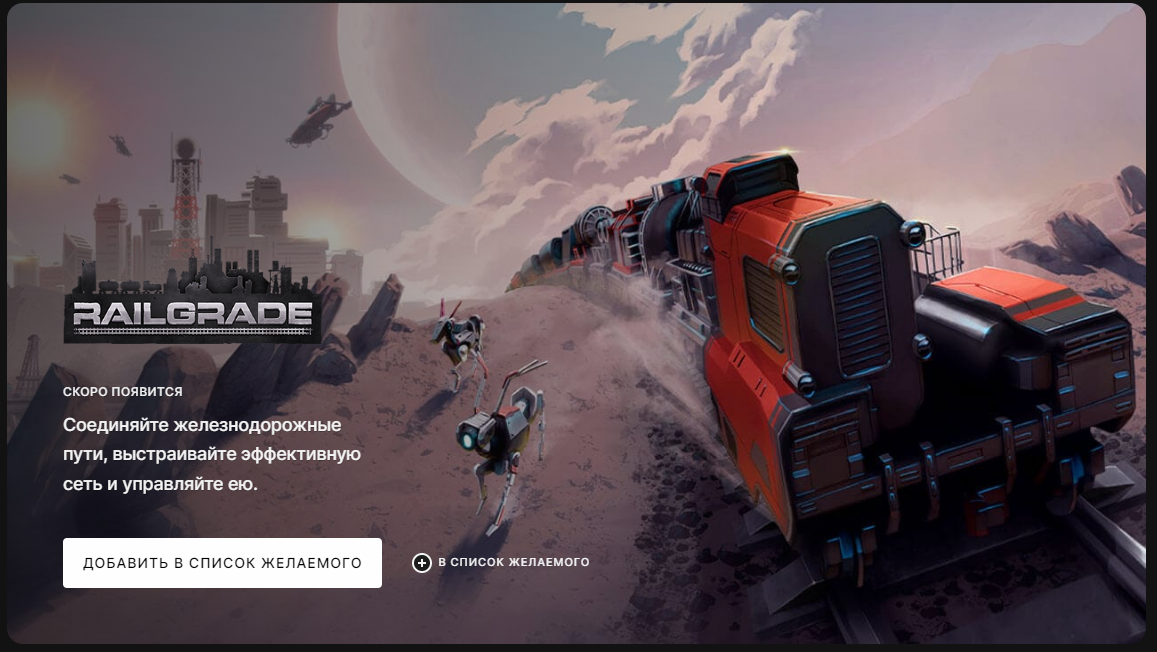 RAILGRADE
СКОРО ПОЯВИТСЯ
Соединяйте железнодорожные
пути, выстраивайте эффективную
сеть и управляйте ею.
ДОБАВИТЬ В СПИСОК ЖЕЛАЕМОГО
В СПИСОК ЖЕЛАЕМОГО